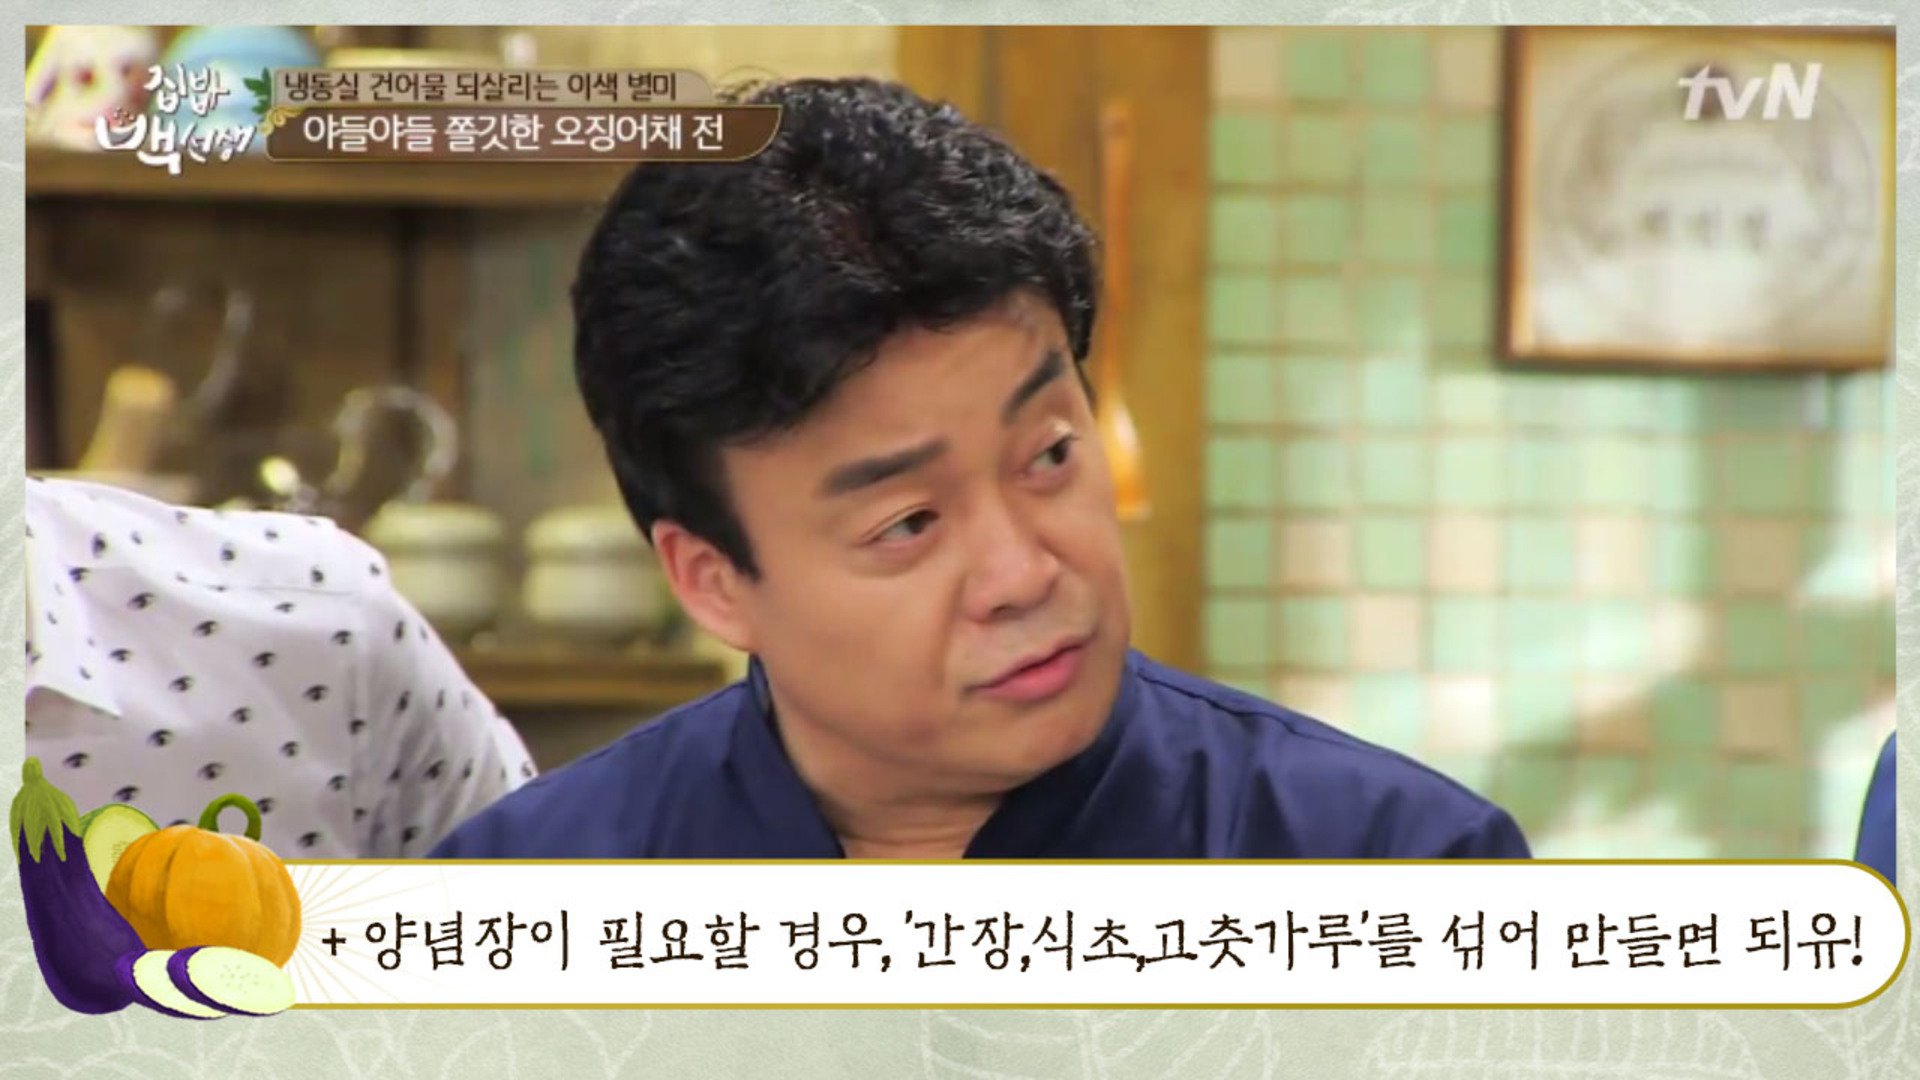 집밥
백선생
냉동실 건어물 되살리는 이색 별미
야들야들 쫄깃한 오징어채 전
tvN
+ 양념장이 필요할 경우, '간장,식초,고춧가루'를 섞어 만들면 되유!